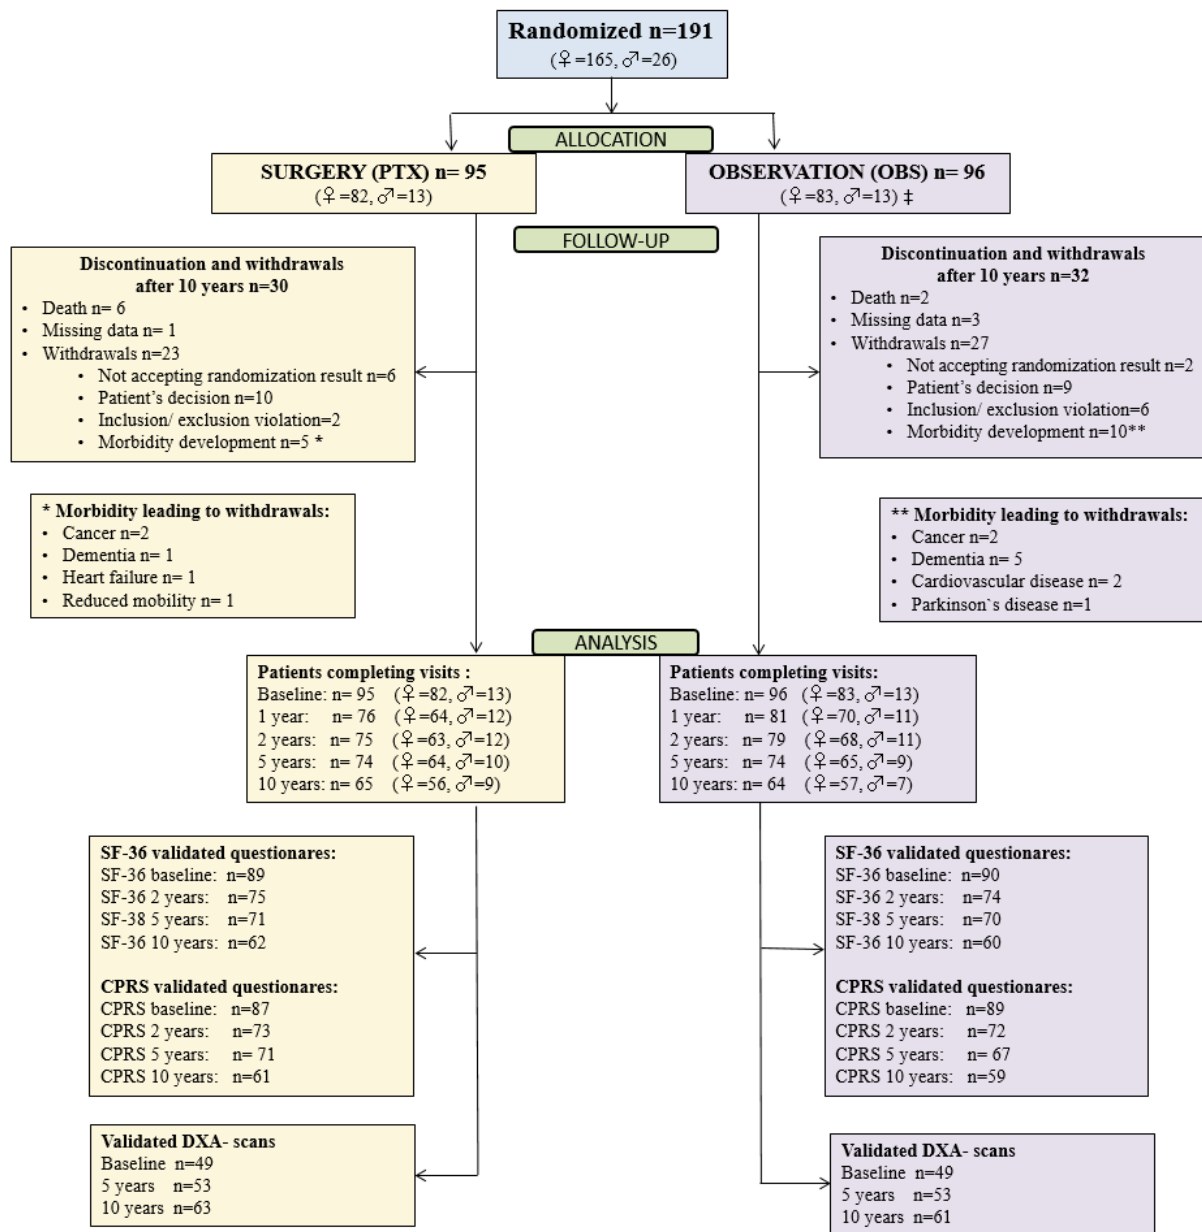 Randomized n=191
(♀=165, ♂=26)
ALLOCATION
SURGERY (PTX) n= 95
(♀=82, ♂=13)
OBSERVATION (OBS) n= 96
(♀=83, ♂=13) ‡
FOLLOW-UP
Discontinuation and withdrawals
after 10 years n=30
• Death n= 6
• Missing data n= 1
• Withdrawals n=23
• Not accepting randomization result n=6
• Patient's decision n=10
• Inclusion/ exclusion violation=2
• Morbidity development n=5 *
Discontinuation and withdrawals
after 10 years n=32
• Death n=2
• Missing data n=3
• Withdrawals n=27
• Not accepting randomization result n=2
• Patient's decision n=9
• Inclusion/ exclusion violation=6
• Morbidity development n=10**
* Morbidity leading to withdrawals:
• Cancer n=2
• Dementia n= 1
• Heart failure n= 1
• Reduced mobility n= 1
** Morbidity leading to withdrawals:
• Cancer n=2
• Dementia n= 5
• Cardiovascular disease n= 2
• Parkinson`s disease n=1
ANALYSIS
Patients completing visits :
Baseline: n= 95 (♀=82, ♂=13)
1 year: n= 76 (♀=64, ♂=12)
2 years: n= 75 (♀=63, ♂=12)
5 years: n= 74 (♀=64, ♂=10)
10 years: n= 65 (♀=56, ♂=9)
Patients completing visits:
Baseline: n= 96 (♀=83, ♂=13)
1 year: n= 81 (♀=70, ♂=11)
2 years: n= 79 (♀=68, ♂=11)
5 years: n= 74 (♀=65, ♂=9)
10 years: n= 64 (♀=57, ♂=7)
SF-36 validated questionares:
SF-36 baseline: n=89
SF-36 2 years: n=75
SF-38 5 years: n=71
SF-36 10 years: n=62
CPRS validated questionares:
CPRS baseline: n=87
CPRS 2 years: n=73
CPRS 5 years: n= 71
CPRS 10 years: n=61
SF-36 validated questionares:
SF-36 baseline: n=90
SF-36 2 years: n=74
SF-38 5 years: n=70
SF-36 10 years: n=60
CPRS validated questionares:
CPRS baseline: n=89
CPRS 2 years: n=72
CPRS 5 years: n=67
CPRS 10 years: n=59
Validated DXA- scans
Baseline n=49
5 years n=53
10 years n=63
Validated DXA- scans
Baseline n=49
5 years n=53
10 years n=61